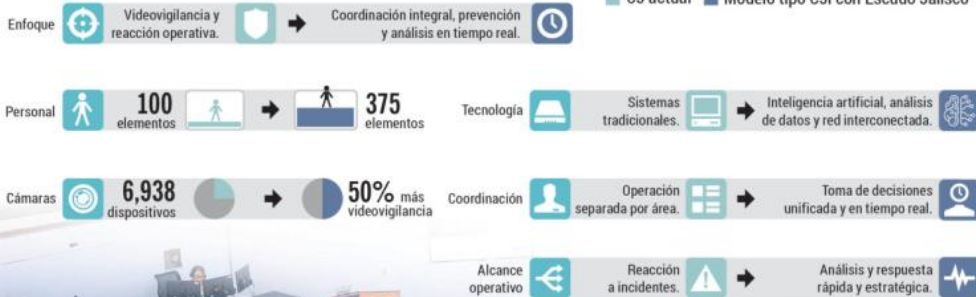 Modelo tipo C5i con Escudo Jalisco
Enfoque
Videovigilancia y
reacción operativa.
Coordinación integral, prevención
y análisis en tiempo real.
Personal
100
elementos
375
elementos
Tecnología
Sistemas
tradicionales.
Inteligencia artificial, análisis
de datos y red interconectada.
Cámaras
6,938
dispositivos
50% más
videovigilancia
Coordinación
Operación
separada por área.
Toma de decisiones
unificada y en tiempo real.
Alcance
operativo
Reacción
a incidentes.
Análisis y respuesta
rápida y estratégica.